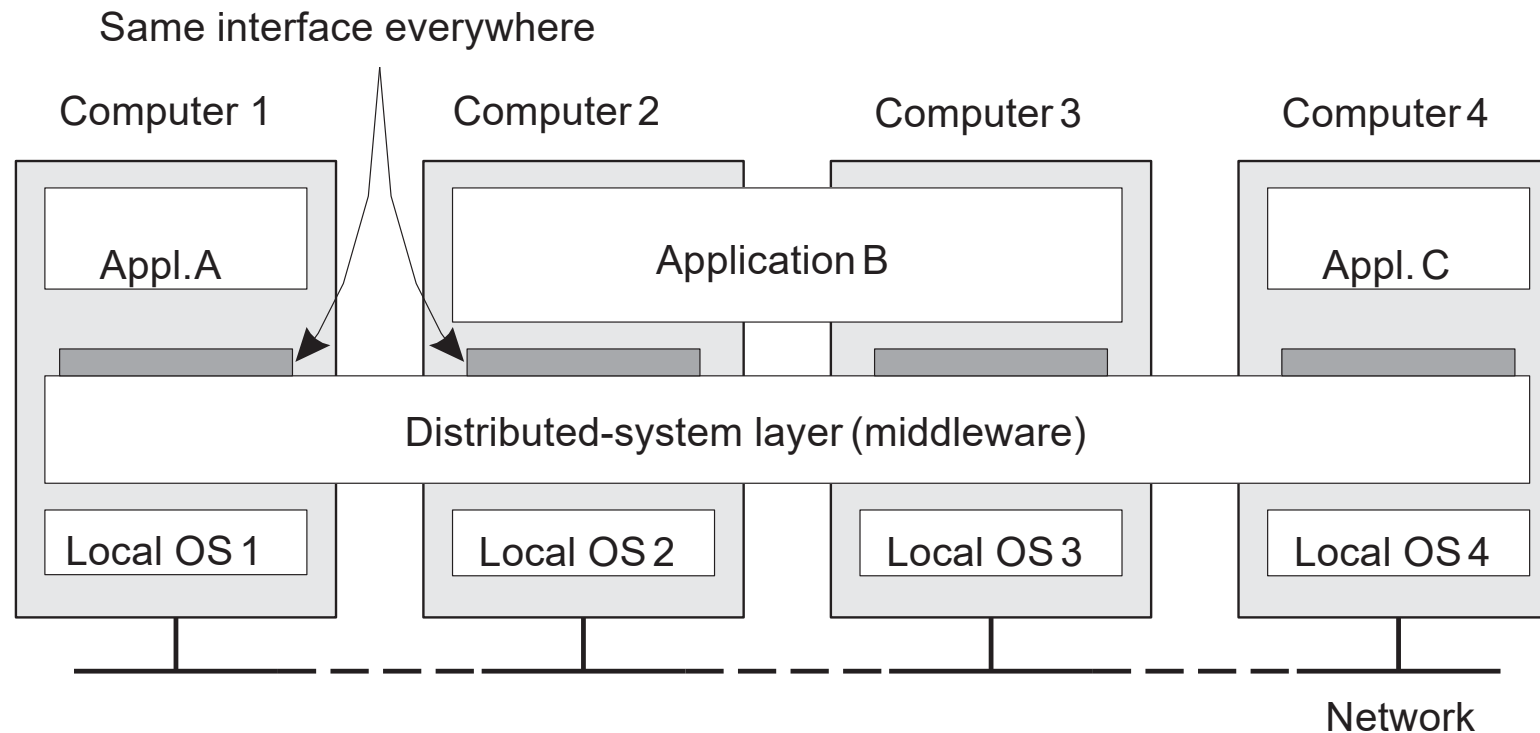 Same interface everywhere
Computer 1
Computer 2
Computer 3
Computer 4
Appl. A
Application B
Appl. C
Distributed-system layer (middleware)
Local OS 1
Local OS 2
Local OS 3
Local OS 4
Network